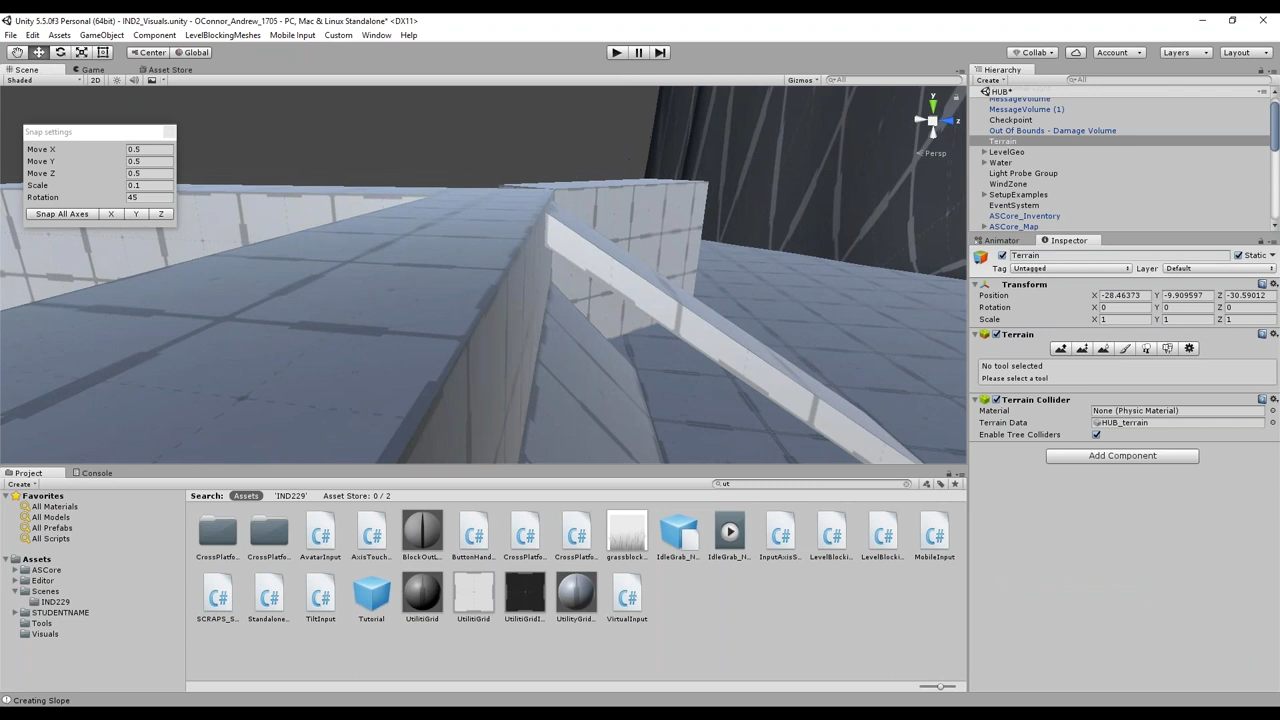 Unity 5.5.0f3 Personal (64bit) - IND2_Visuals.unity - OConnor_Andrew_1705 - PC, Mac & Linux Standalone* <DX11>
File Edit Assets GameObject Component LevelBlockingMeshes Mobile Input Custom Window Help
Center Global Collab Account Layers Layout
Scene Game Asset Store
Shaded 2D Gizmos All
Snap settings
Move X 0.5
Move Y 0.5
Move Z 0.5
Scale 0.1
Rotation 45
Snap All Axes X Y Z
y
z
Persp
Hierarchy
Create All
HUB*
MessageVolume
MessageVolume (1)
Checkpoint
Out Of Bounds - Damage Volume
Terrain
LevelGeo
Water
Light Probe Group
WindZone
SetupExamples
EventSystem
ASCore_Inventory
ASCore_Map
Animator Inspector
Terrain Static
Tag Untagged Layer Default
Transform
Position X -28.46373 Y -9.909597 Z -30.59012
Rotation X 0 Y 0 Z 0
Scale X 1 Y 1 Z 1
Terrain
No tool selected
Please select a tool
Terrain Collider
Material None (Physic Material)
Terrain Data HUB_terrain
Enable Tree Colliders
Add Component
Project Console
Create ut
Favorites
All Materials
All Models
All Prefabs
All Scripts
Assets
ASCore
Editor
Scenes
IND229
STUDENTNAME
Tools
Visuals
Search: Assets 'IND229' Asset Store: 0 / 2
CrossPlatfo... CrossPlatfo... AvatarInput AxisTouch... BlockOutL... ButtonHand... CrossPlatfo... CrossPlatfo... grassblock... IdleGrab_N... IdleGrab_N... InputAxisS... LevelBlocki... LevelBlocki... MobileInput
SCRAPS_S... Standalone... TiltInput Tutorial UtilitiGrid UtilitiGrid UtilitiGridI... UtilityGrid... VirtualInput
Creating Slope